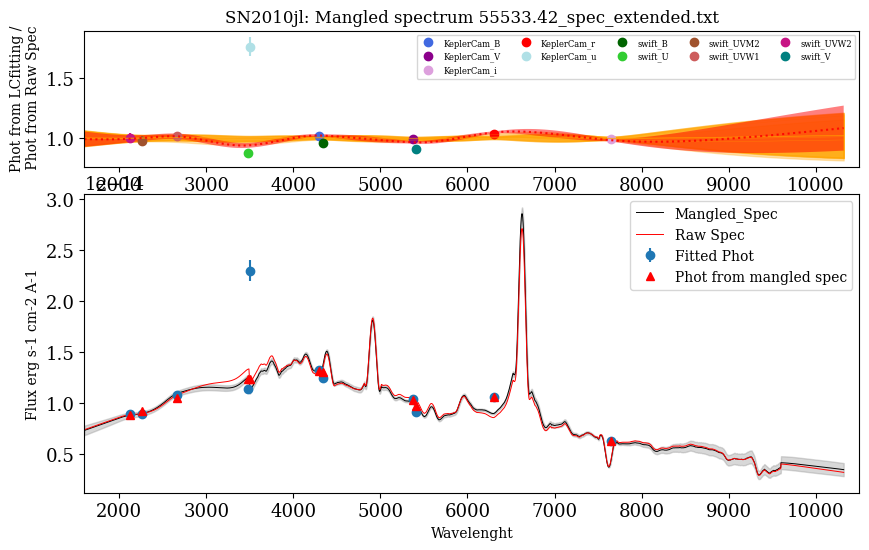 SN2010jl: Mangled spectrum 55533.42_spec_extended.txt
Phot from LCfitting /
Phot from Raw Spec
1.5
1.0
KeplerCam_B
KeplerCam_V
KeplerCam_i
KeplerCam_r
KeplerCam_u
swift_B
swift_U
swift_UVM2
swift_UVW1
swift_UVW2
swift_V
2000 3000 4000 5000 6000 7000 8000 9000 10000
1e−14
Flux erg s-1 cm-2 A-1
3.0
2.5
2.0
1.5
1.0
0.5
Mangled_Spec
Raw Spec
Fitted Phot
Phot from mangled spec
2000 3000 4000 5000 6000 7000 8000 9000 10000
Wavelenght